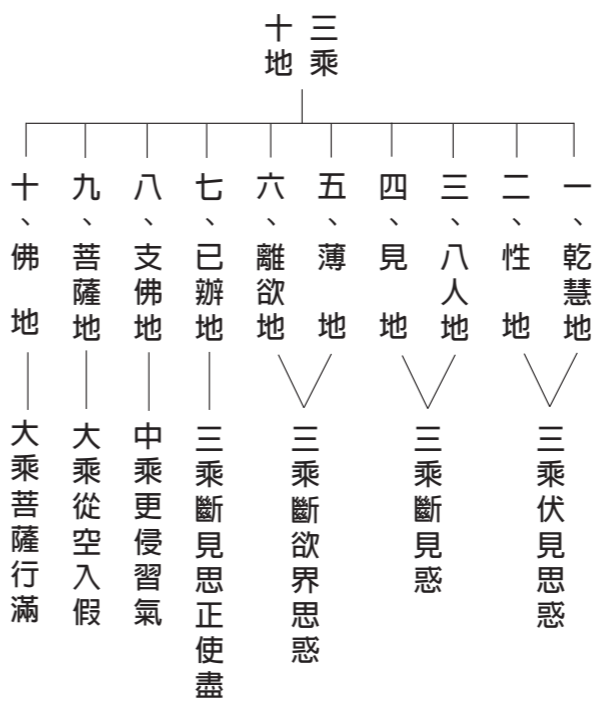 三乘
十地
一、乾慧地
二、性地
三、八人地
四、見地
五、薄地
六、離欲地
七、已辦地
八、支佛地
九、菩薩地
十、佛地
三乘伏見思惑
三乘斷見惑
三乘斷欲界思惑
三乘斷見思正使盡
中乘更侵習氣
大乘從空入假
大乘菩薩行滿